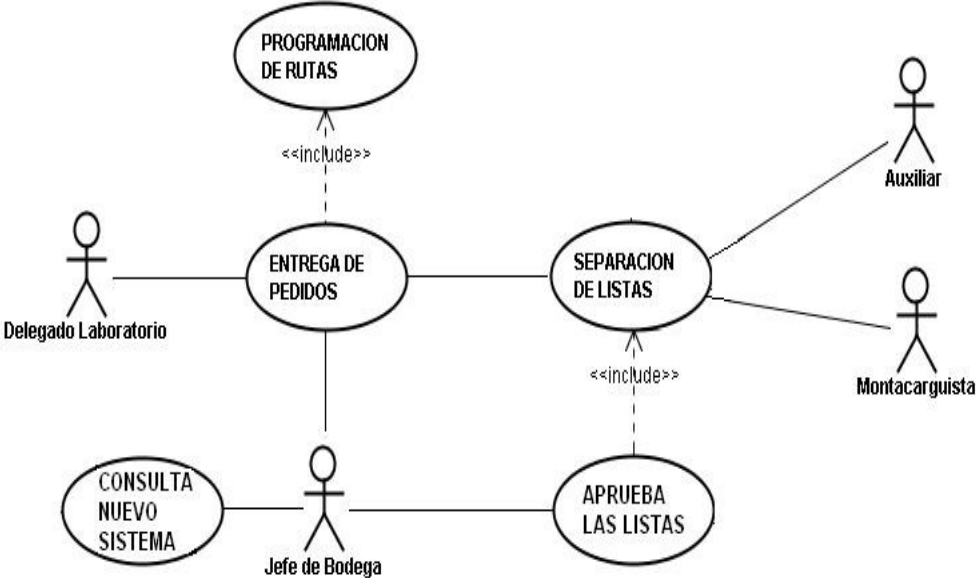 PROGRAMACION
DE RUTAS
<<include>>
Auxiliar
ENTREGA DE
PEDIDOS
SEPARACION
DE LISTAS
Delegado Laboratorio
<<include>>
Montacarguista
CONSULTA
NUEVO
SISTEMA
APRUEBA
LAS LISTAS
Jefe de Bodega